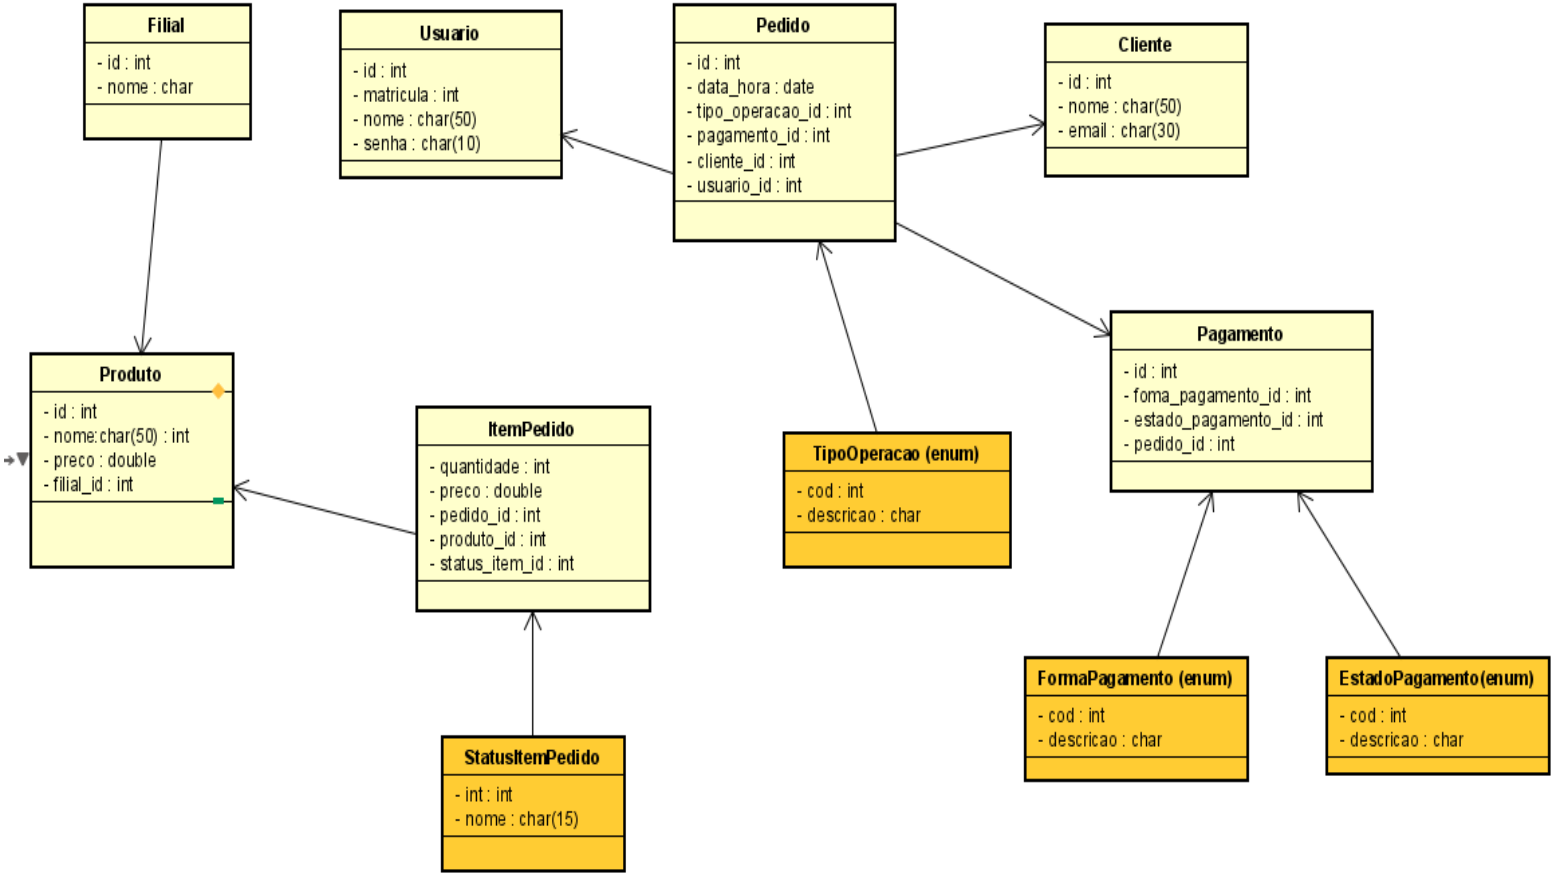 Filial
- id : int
- nome : char
Usuario
- id : int
- matricula : int
- nome : char(50)
- senha : char(10)
Pedido
- id : int
- data_hora : date
- tipo_operacao_id : int
- pagamento_id : int
- cliente_id : int
- usuario_id : int
Cliente
- id : int
- nome : char(50)
- email : char(30)
Produto
- id : int
- nome:char(50) : int
- preco : double
- filial_id : int
ItemPedido
- quantidade : int
- preco : double
- pedido_id : int
- produto_id : int
- status_item_id : int
TipoOperacao (enum)
- cod : int
- descricao : char
Pagamento
- id : int
- foma_pagamento_id : int
- estado_pagamento_id : int
- pedido_id : int
StatusItemPedido
- int : int
- nome : char(15)
FormaPagamento (enum)
- cod : int
- descricao : char
EstadoPagamento(enum)
- cod : int
- descricao : char